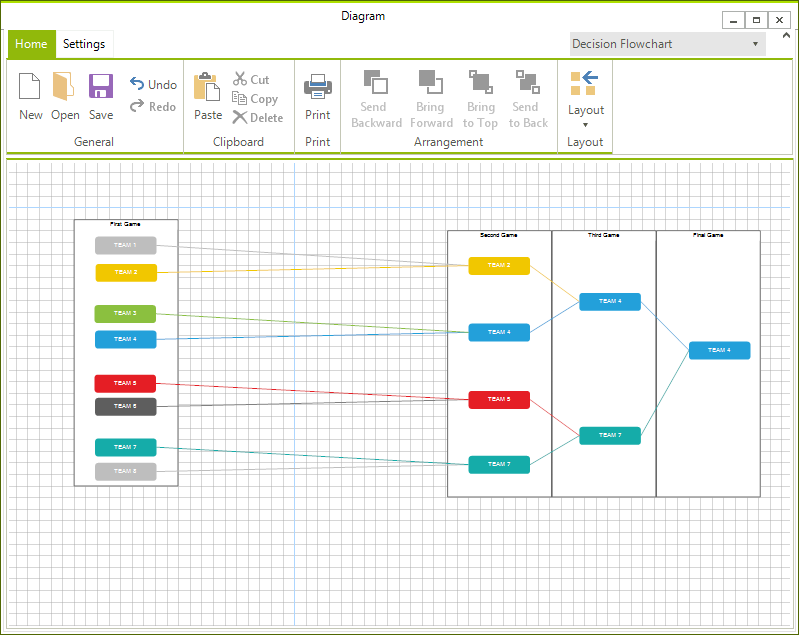 Diagram
Home Settings
Decision Flowchart
New Open Save
Undo
Redo
General
Paste
Cut
Copy
Delete
Clipboard
Print
Print
Send Backward
Bring Forward
Bring to Top
Send to Back
Arrangement
Layout
Layout
First Game
TEAM 1
TEAM 2
TEAM 3
TEAM 4
TEAM 5
TEAM 6
TEAM 7
TEAM 8
Second Game
TEAM 2
TEAM 4
TEAM 5
TEAM 7
Third Game
TEAM 4
TEAM 7
Final Game
TEAM 4